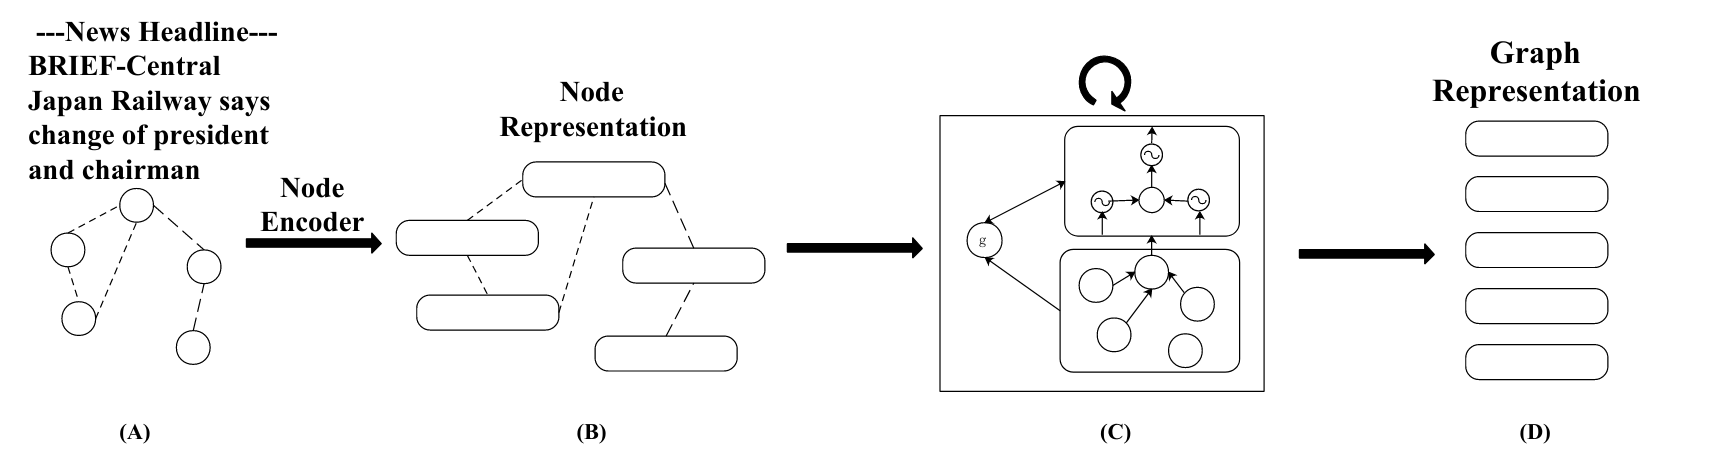 ---News Headline---
BRIEF-Central
Japan Railway says
change of president
and chairman
Node
Encoder
Node
Representation
g
Graph
Representation
(A)
(B)
(C)
(D)